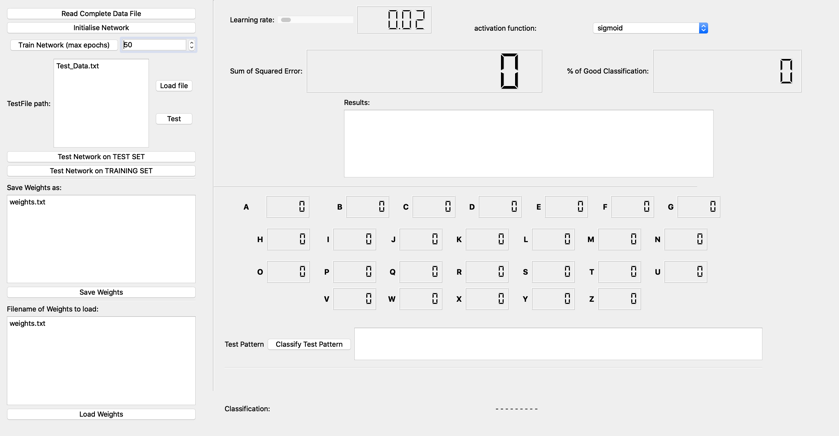 Read Complete Data File
Initialise Network
Train Network (max epochs) 50
Test_Data.txt
TestFile path:
Load file
Test
Test Network on TEST SET
Test Network on TRAINING SET
Save Weights as:
weights.txt
Save Weights
Filename of Weights to load:
weights.txt
Load Weights
Learning rate: 0.02 activation function: sigmoid
Sum of Squared Error: 0 % of Good Classification: 0
Results:
A 0 B 0 C 0 D 0 E 0 F 0 G 0
H 0 I 0 J 0 K 0 L 0 M 0 N 0
O 0 P 0 Q 0 R 0 S 0 T 0 U 0
V 0 W 0 X 0 Y 0 Z 0
Test Pattern Classify Test Pattern
Classification: ---------